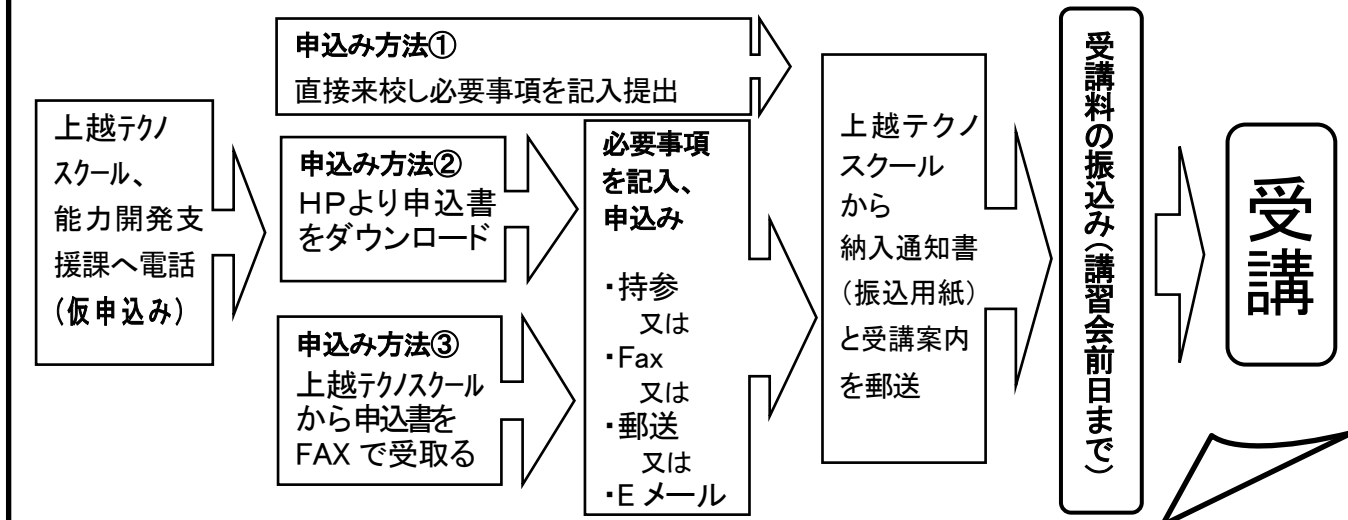 上越テクノ
スクール、
能力開発支
援課へ電話
(仮申込み)
申込み方法①
直接来校し必要事項を記入提出
申込み方法②
HPより申込書
をダウンロード
申込み方法③
上越テクノスクール
から申込書を
FAX で受取る
必要事項
を記入、
申込み
・持参
又は
・Fax
又は
・郵送
又は
・E メール
上越テクノ
スクール
から
納入通知書
(振込用紙)
と受講案内
を郵送
受講料の振込み(講習会前日まで)
受講